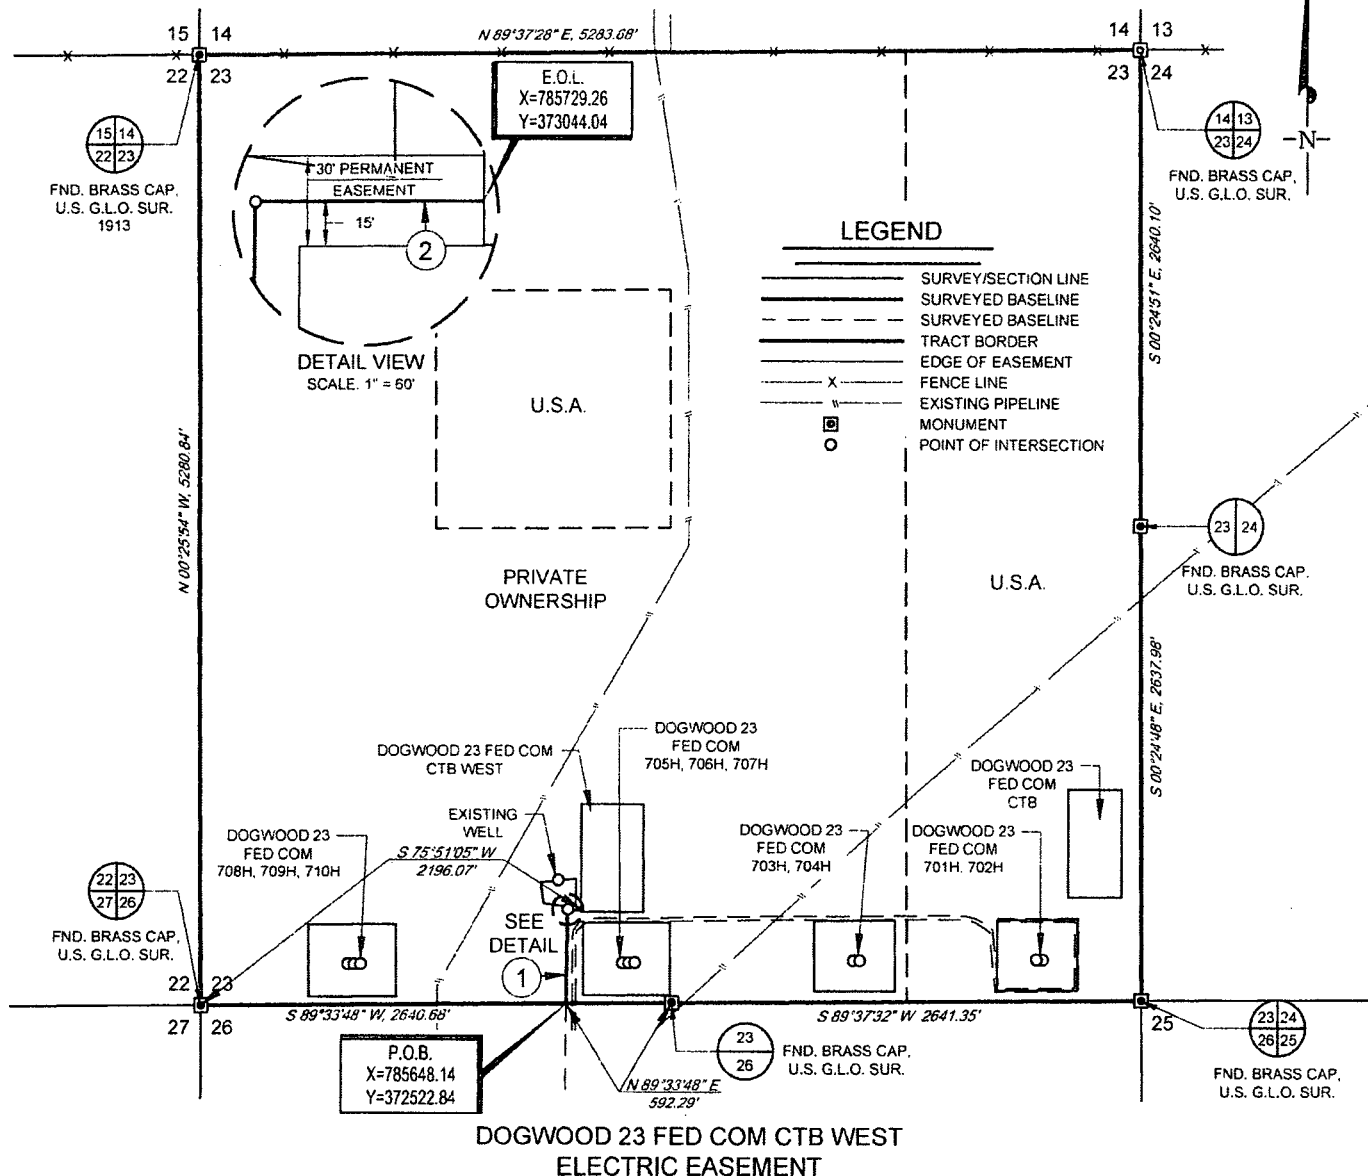 15 14
14 13
N 89°37'28" E, 5283.68'
22 23
23 24
E.O.L.
X=785729.26
Y=373044.04
15 14
22 23
FND. BRASS CAP,
U.S. G.L.O. SUR.
1913
14 13
23 24
FND. BRASS CAP,
U.S. G.L.O. SUR.
-N-
30' PERMANENT
EASEMENT
15'
2
DETAIL VIEW
SCALE. 1" = 60'
S 00°24'51" E, 2640.10'
LEGEND
SURVEY/SECTION LINE
SURVEYED BASELINE
SURVEYED BASELINE
TRACT BORDER
EDGE OF EASEMENT
X FENCE LINE
EXISTING PIPELINE
MONUMENT
POINT OF INTERSECTION
U.S.A.
N 00°25'54" W, 5280.84'
23 24
FND. BRASS CAP.
U.S. G.L.O. SUR.
PRIVATE
OWNERSHIP
U.S.A.
S 00°24'48" E, 2637.98'
DOGWOOD 23 FED COM
CTB WEST
DOGWOOD 23
FED COM
705H, 706H, 707H
DOGWOOD 23
FED COM
CTB
EXISTING
WELL
DOGWOOD 23
FED COM
708H, 709H, 710H
S 75°51'05" W
2196.07'
DOGWOOD 23
FED COM
703H, 704H
DOGWOOD 23
FED COM
701H. 702H
22 23
27 26
FND. BRASS CAP,
U.S. G.L.O. SUR.
SEE
DETAIL
1
22 23
27 26
S 89°33'48" W, 2640.68'
S 89°37'32" W 2641.35'
25
P.O.B.
X=785648.14
Y=372522.84
23
26
FND. BRASS CAP,
U.S. G.L.O. SUR.
23 24
26 25
FND. BRASS CAP,
U.S. G.L.O. SUR.
N 89°33'48" E
592.29'
DOGWOOD 23 FED COM CTB WEST
ELECTRIC EASEMENT